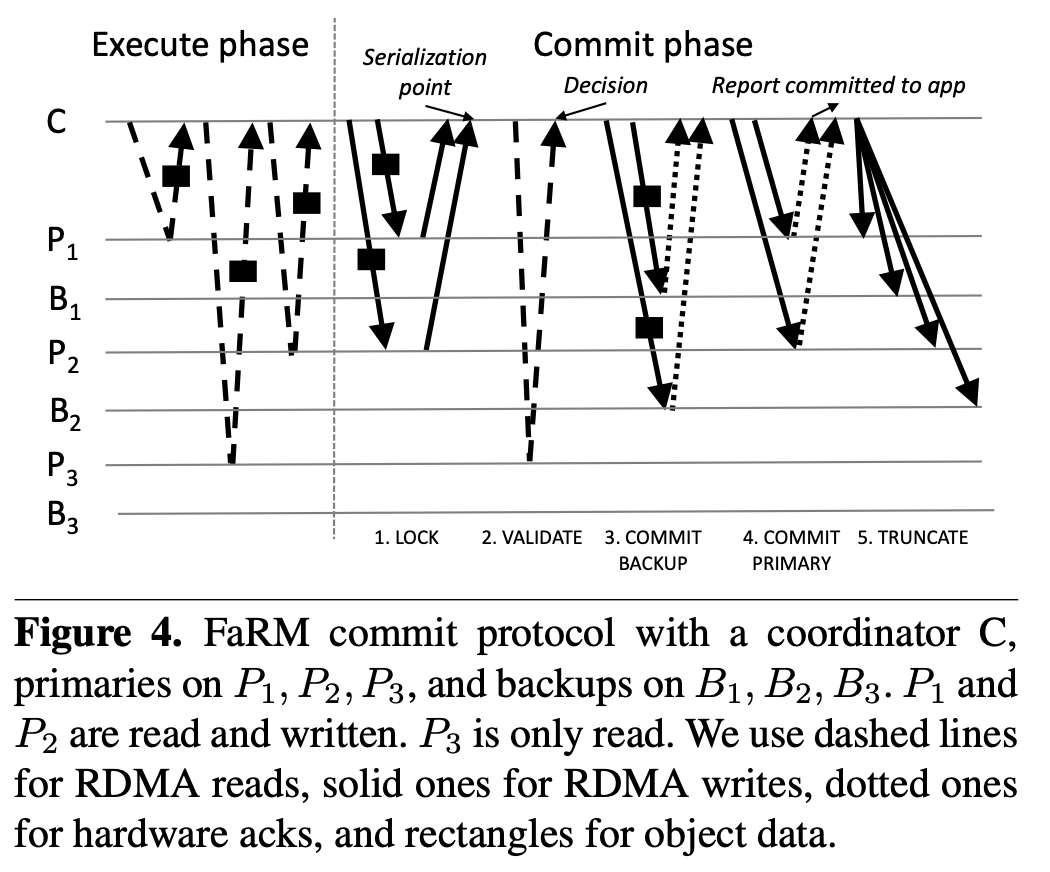 Execute phase
Commit phase
Serialization
point
Decision
Report committed to app
C
P1
B1
P2
B2
P3
B3
1. LOCK
2. VALIDATE
3. COMMIT
BACKUP
4. COMMIT
PRIMARY
5. TRUNCATE
Figure 4. FaRM commit protocol with a coordinator C,
primaries on P1, P2, P3, and backups on B1, B2, B3. P1 and
P2 are read and written. P3 is only read. We use dashed lines
for RDMA reads, solid ones for RDMA writes, dotted ones
for hardware acks, and rectangles for object data.